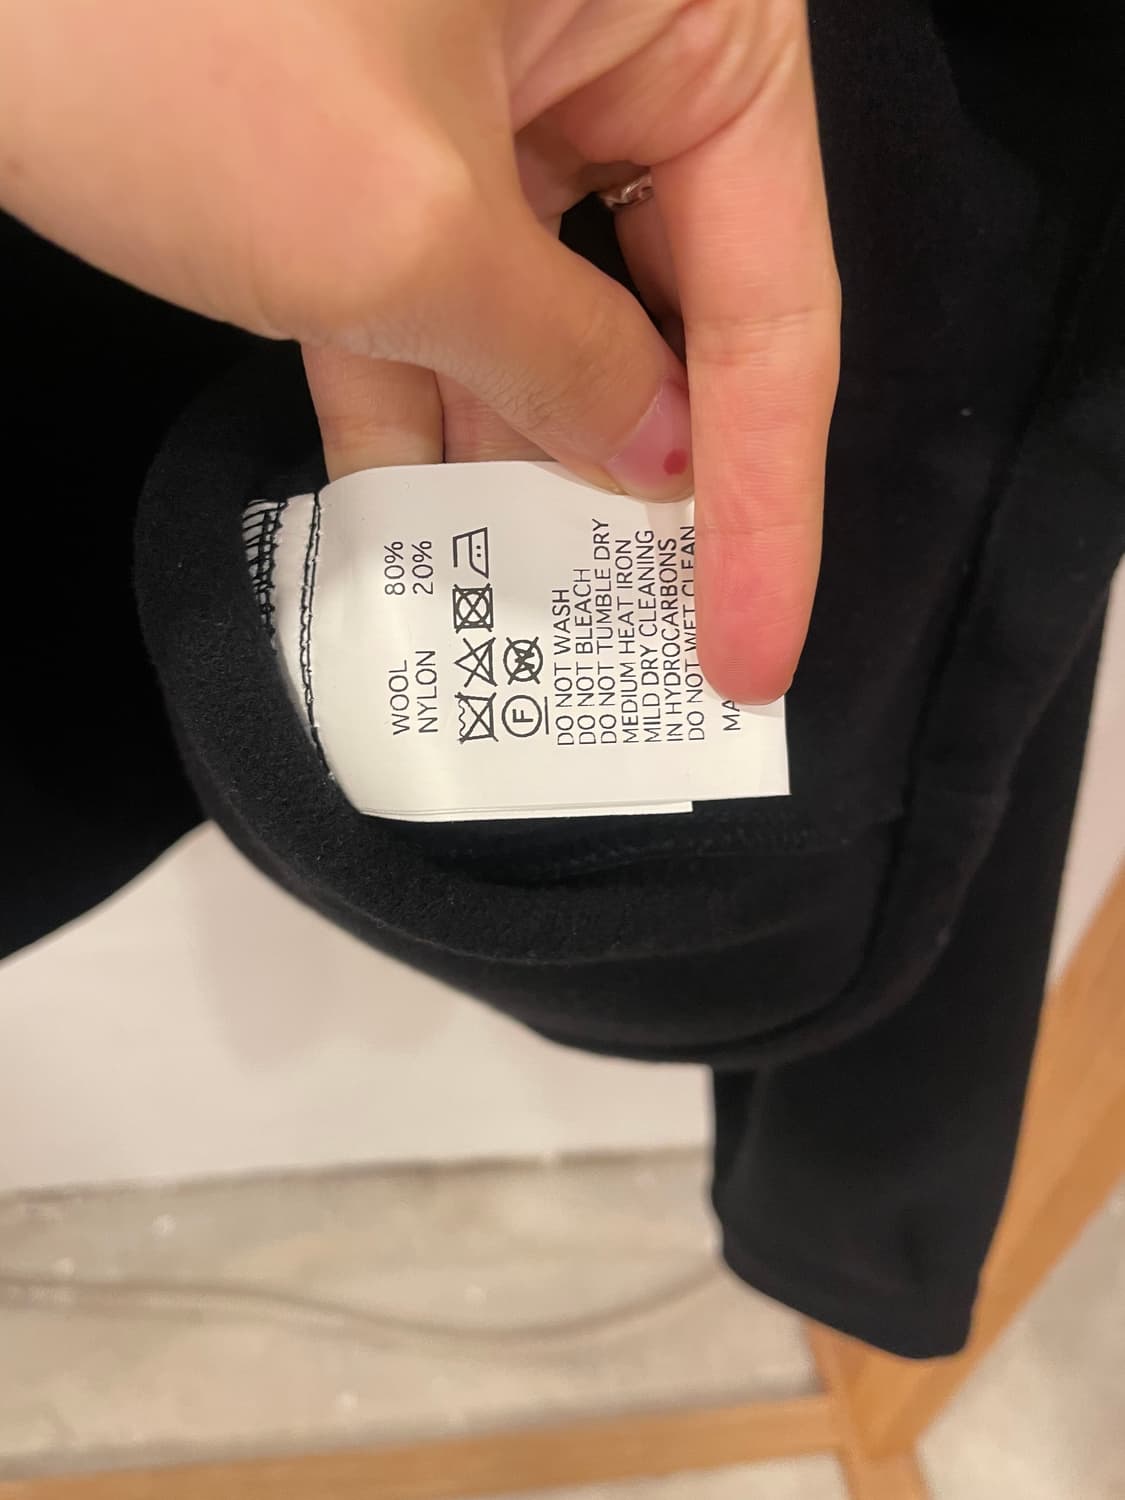 WOOL 80%
NYLON 20%
F W
DO NOT WASH
DO NOT BLEACH
DO NOT TUMBLE DRY
MEDIUM HEAT IRON
MILD DRY CLEANING
IN HYDROCARBONS
DO NOT WET CLEAN